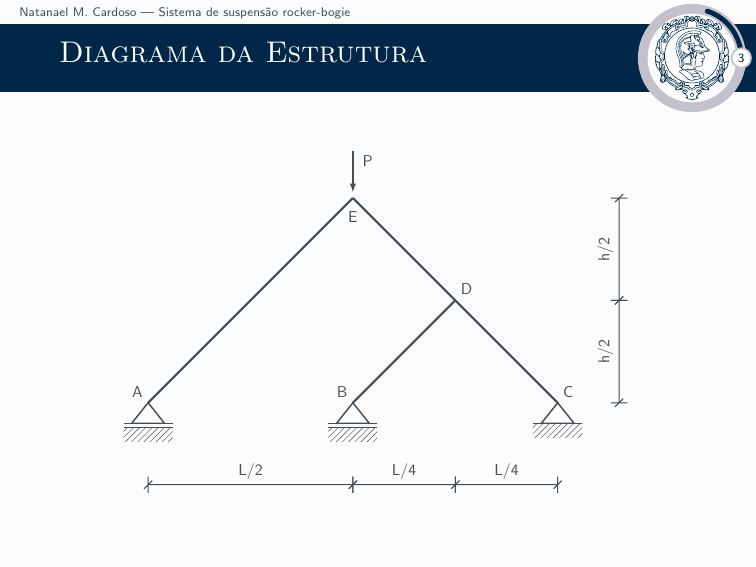 Natanael M. Cardoso — Sistema de suspensão rocker-bogie
Diagrama da Estrutura
3
P
E
h/2
D
h/2
A
B
C
L/2
L/4
L/4